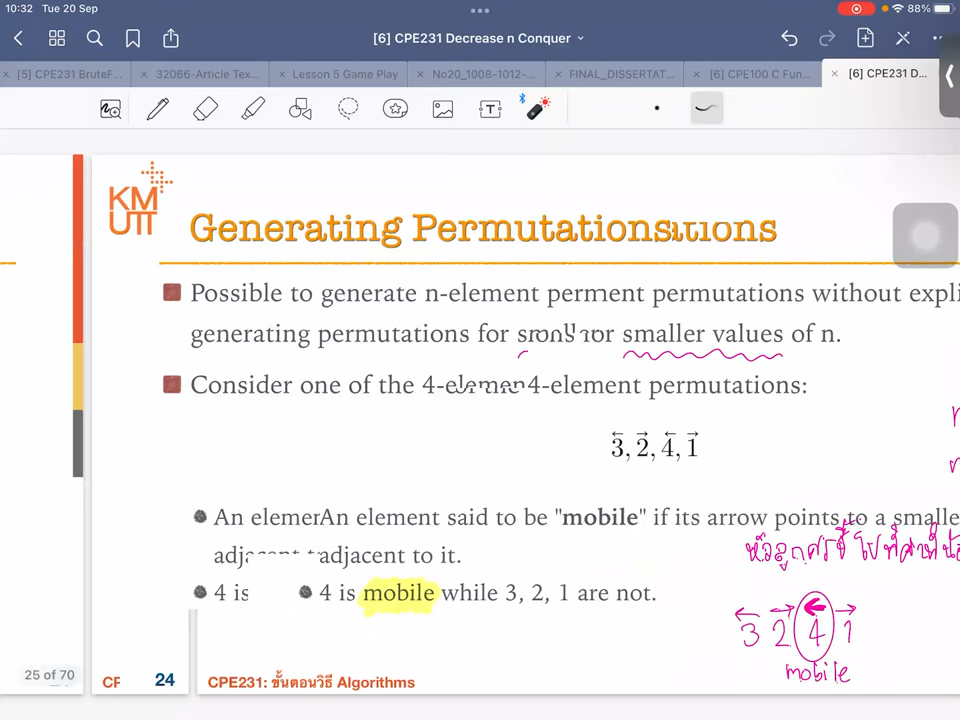 10:32 Tue 20 Sep
88%
[6] CPE231 Decrease n Conquer
[5] CPE231 BruteF...
32066-Article Tex...
Lesson 5 Game Play
No20_1008-1012-...
FINAL_DISSERTAT...
[6] CPE100 C Fun...
[6] CPE231 D...
KM
UTT
Generating Permutations
Possible to generate n-element permutations without expli
generating permutations for smaller values of n.
Consider one of the 4-element permutations:
3, 2, 4, 1
An element said to be "mobile" if its arrow points to a smalle
adjacent to it.
4 is
4 is mobile while 3, 2, 1 are not.
3 2 4 1
mobile
25 of 70
CP
24
CPE231: ขั้นตอนวิธี Algorithms